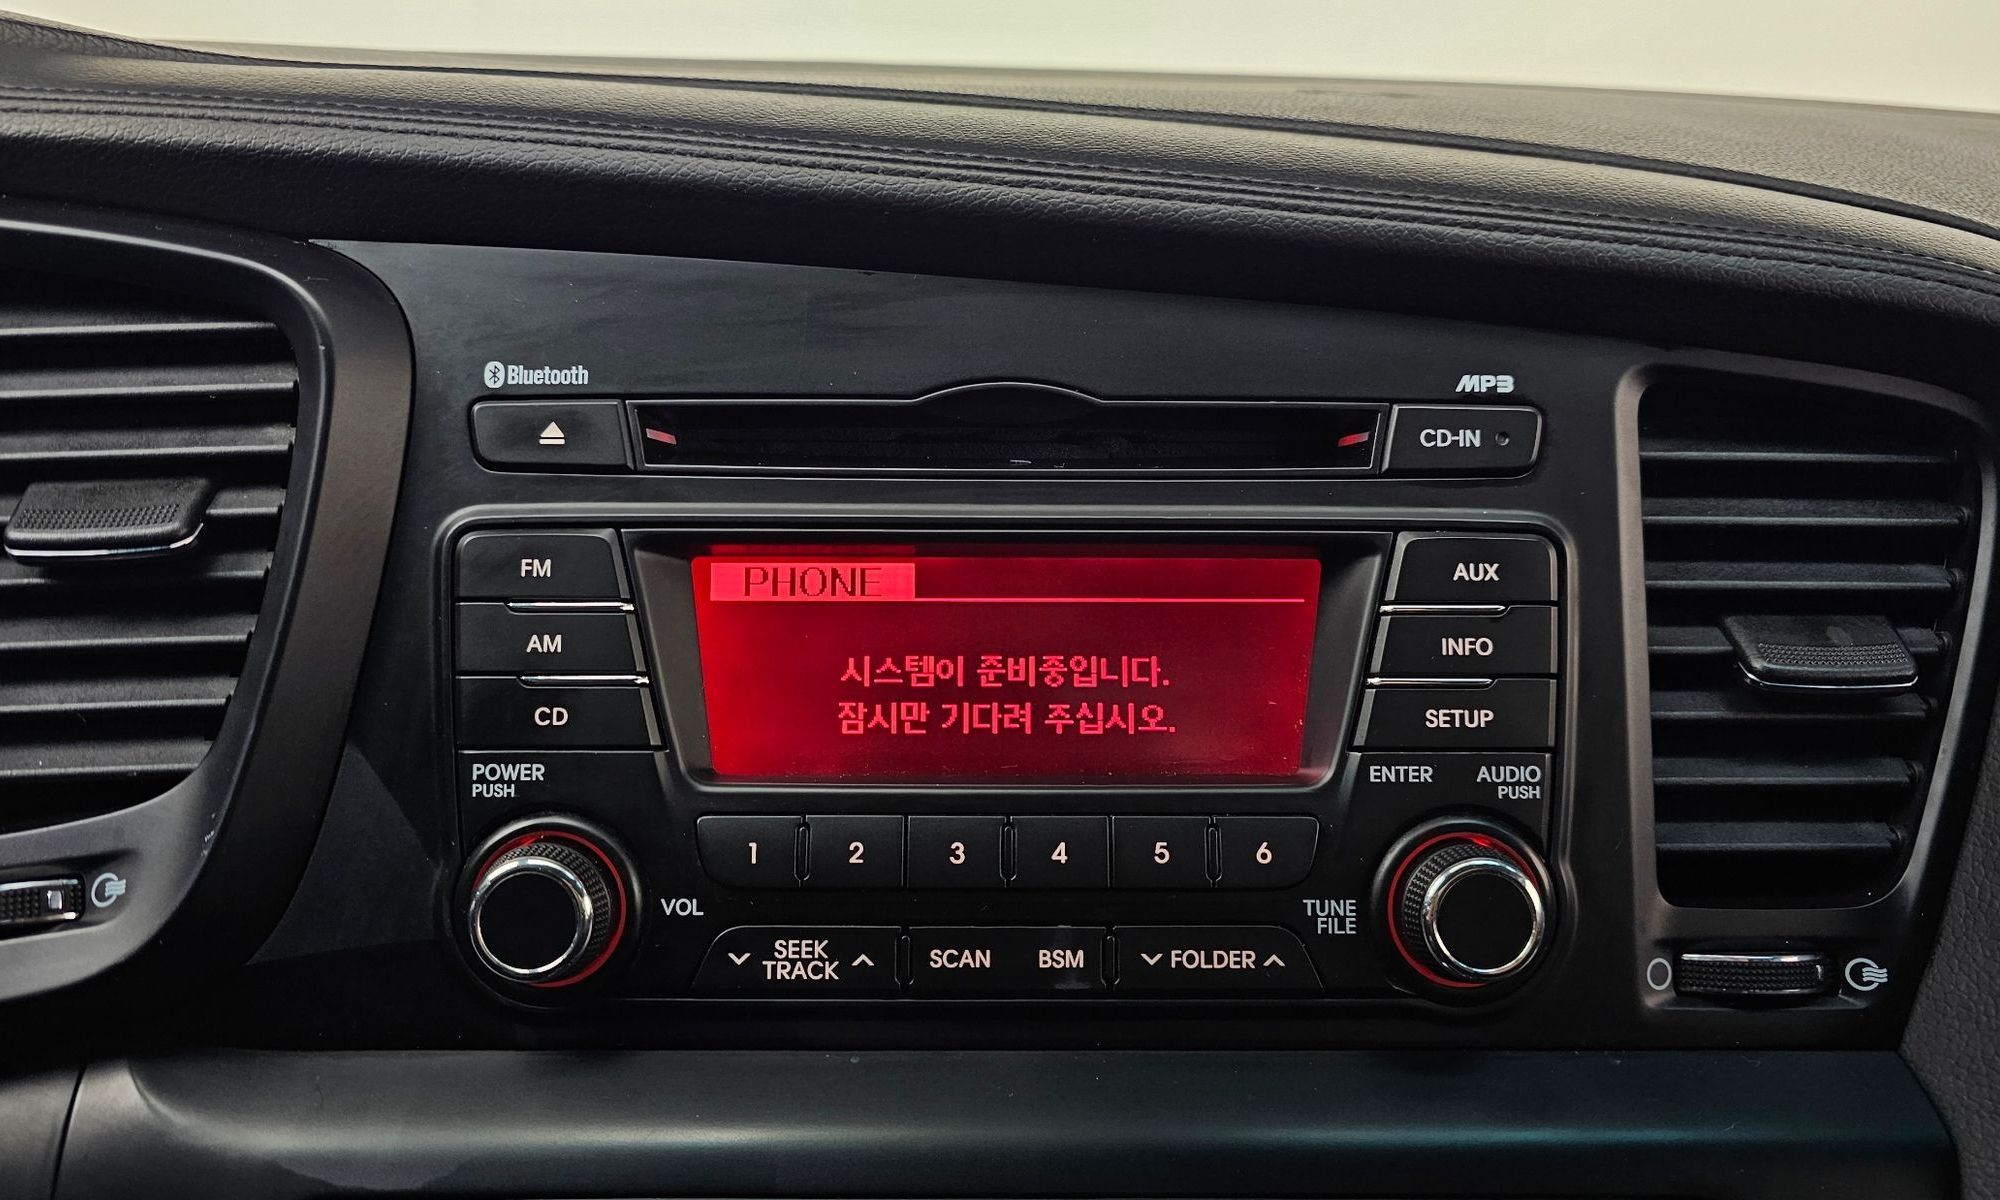 Bluetooth
MP3
CD-IN
FM
AM
CD
PHONE
시스템이 준비중입니다.
잠시만 기다려 주십시오.
AUX
INFO
SETUP
POWER
PUSH
ENTER
AUDIO
PUSH
1 2 3 4 5 6
VOL
TUNE
FILE
SEEK
TRACK
SCAN
BSM
FOLDER